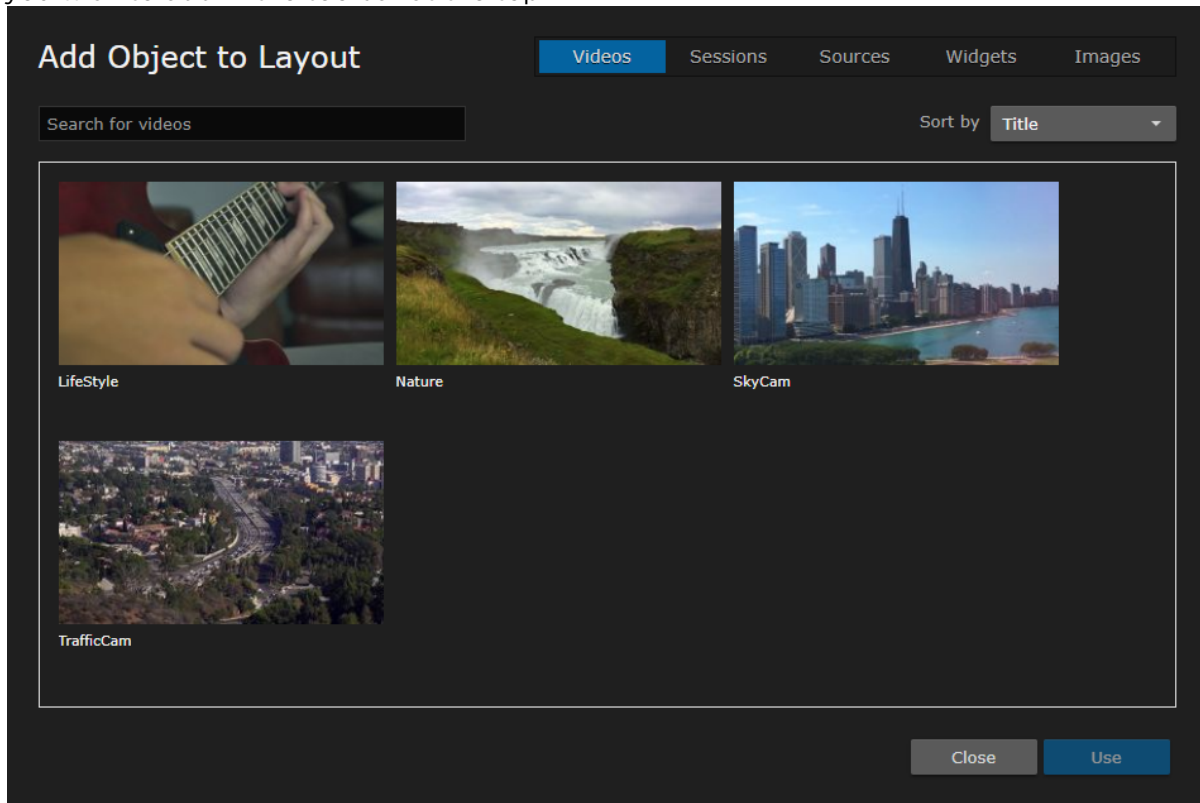 Add Object to Layout
Videos Sessions Sources Widgets Images
Search for videos
Sort by Title
LifeStyle Nature SkyCam
TrafficCam
Close Use